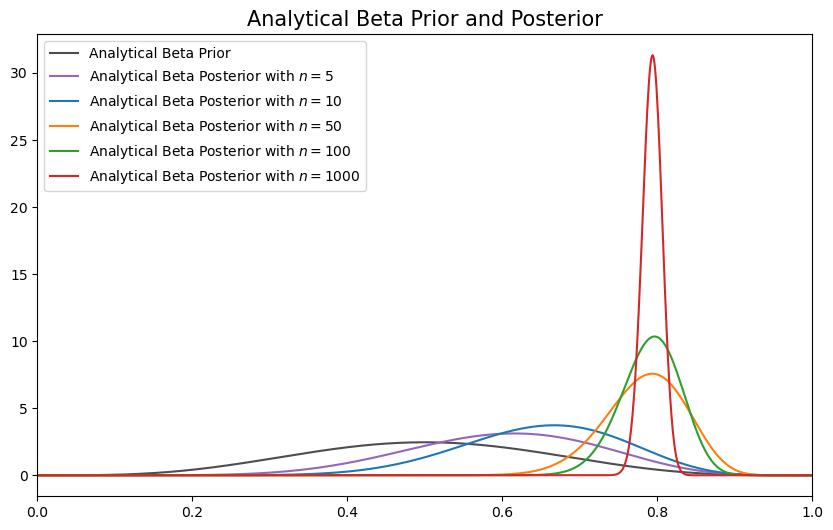 Analytical Beta Prior and Posterior
Analytical Beta Prior
Analytical Beta Posterior with n = 5
Analytical Beta Posterior with n = 10
Analytical Beta Posterior with n = 50
Analytical Beta Posterior with n = 100
Analytical Beta Posterior with n = 1000
30
25
20
15
10
5
0
0.0 0.2 0.4 0.6 0.8 1.0